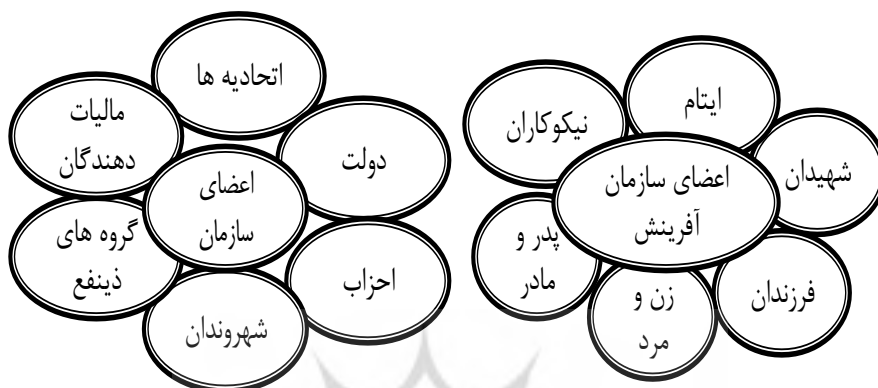 ایتام
شهیدان
فرزندان
زن و
مرد
پدر و
مادر
نیکوکاران
اعضای سازمان
آفرینش
اتحادیه ها
دولت
احزاب
شهروندان
گروه های
ذینفع
مالیات
دهندگان
اعضای
سازمان